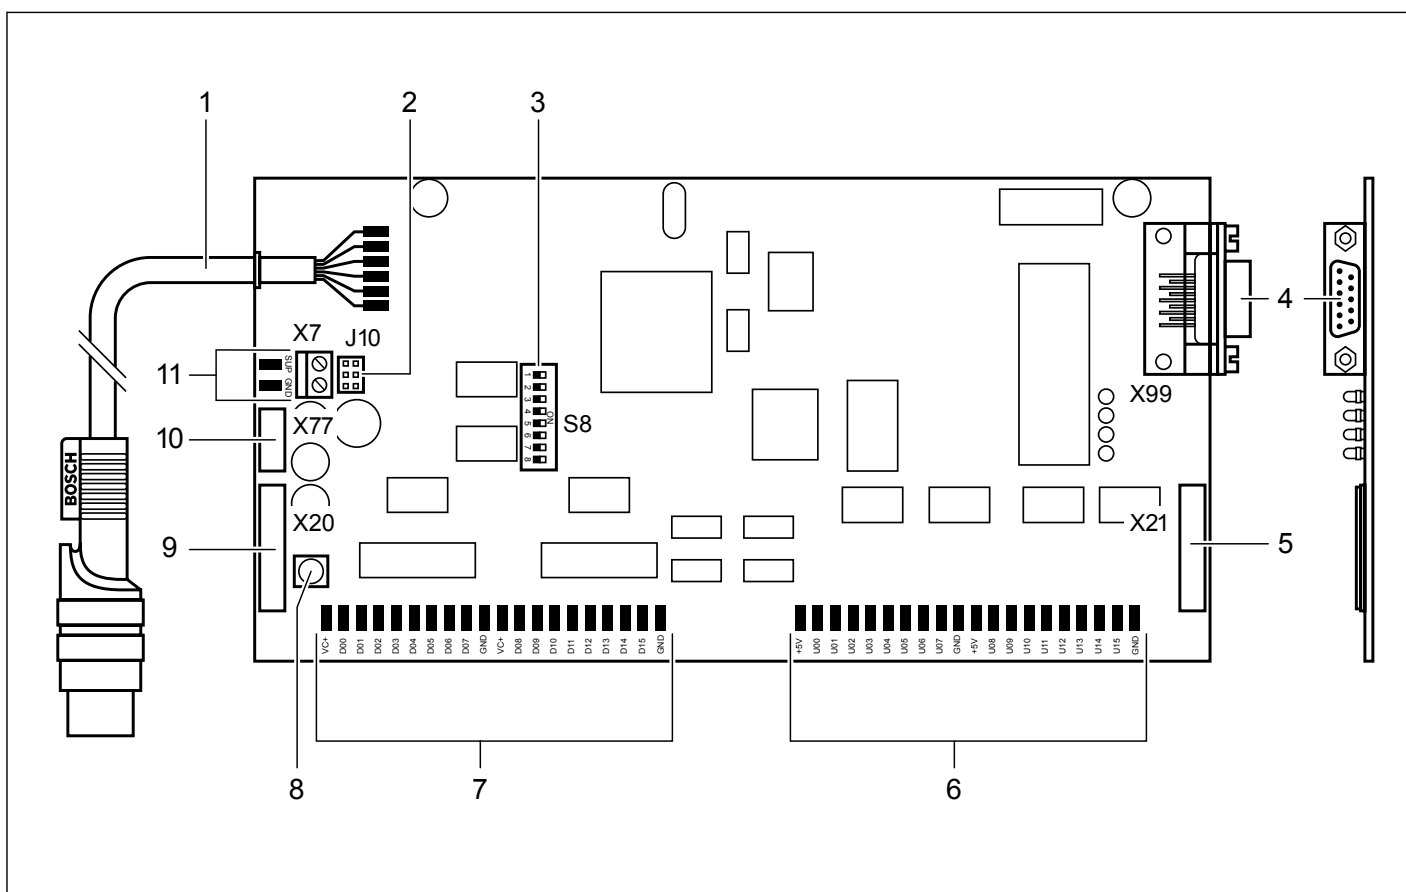 1 2 3
X7 J10 4
SUP
GND
11
X77
1
2
3
4
5
6
7
8
ON
S8
X99
10
BOSCH
X20
X21
9 5
VC+ D00 D01 D02 D03 D04 D05 D06 D07 GND VC+ D08 D09 D10 D11 D12 D13 D14 D15 GND
+5V U00 U01 U02 U03 U04 U05 U06 U07 GND +5V U08 U09 U10 U11 U12 U13 U14 U15 GND
8 7 6